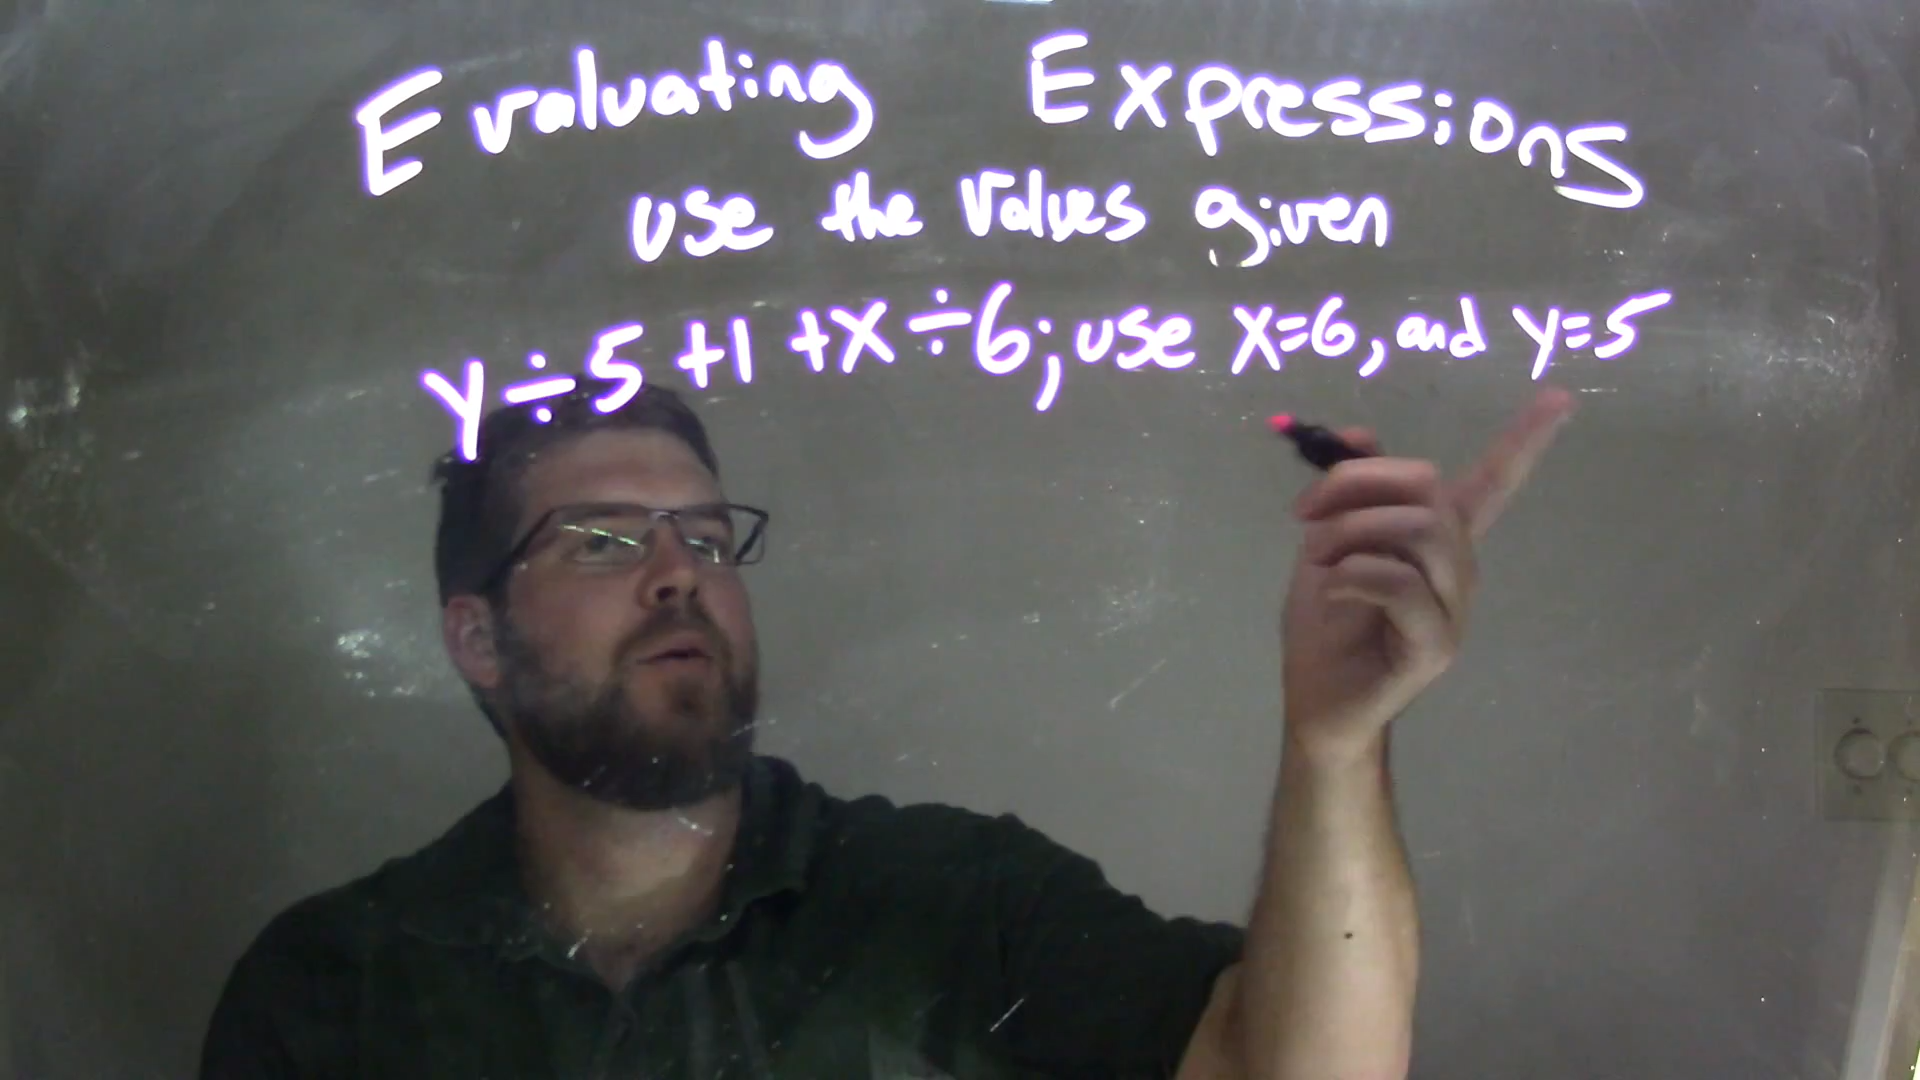 Evaluating Expressions
use the values given
y÷5+1+x÷6; use x=6, and y=5